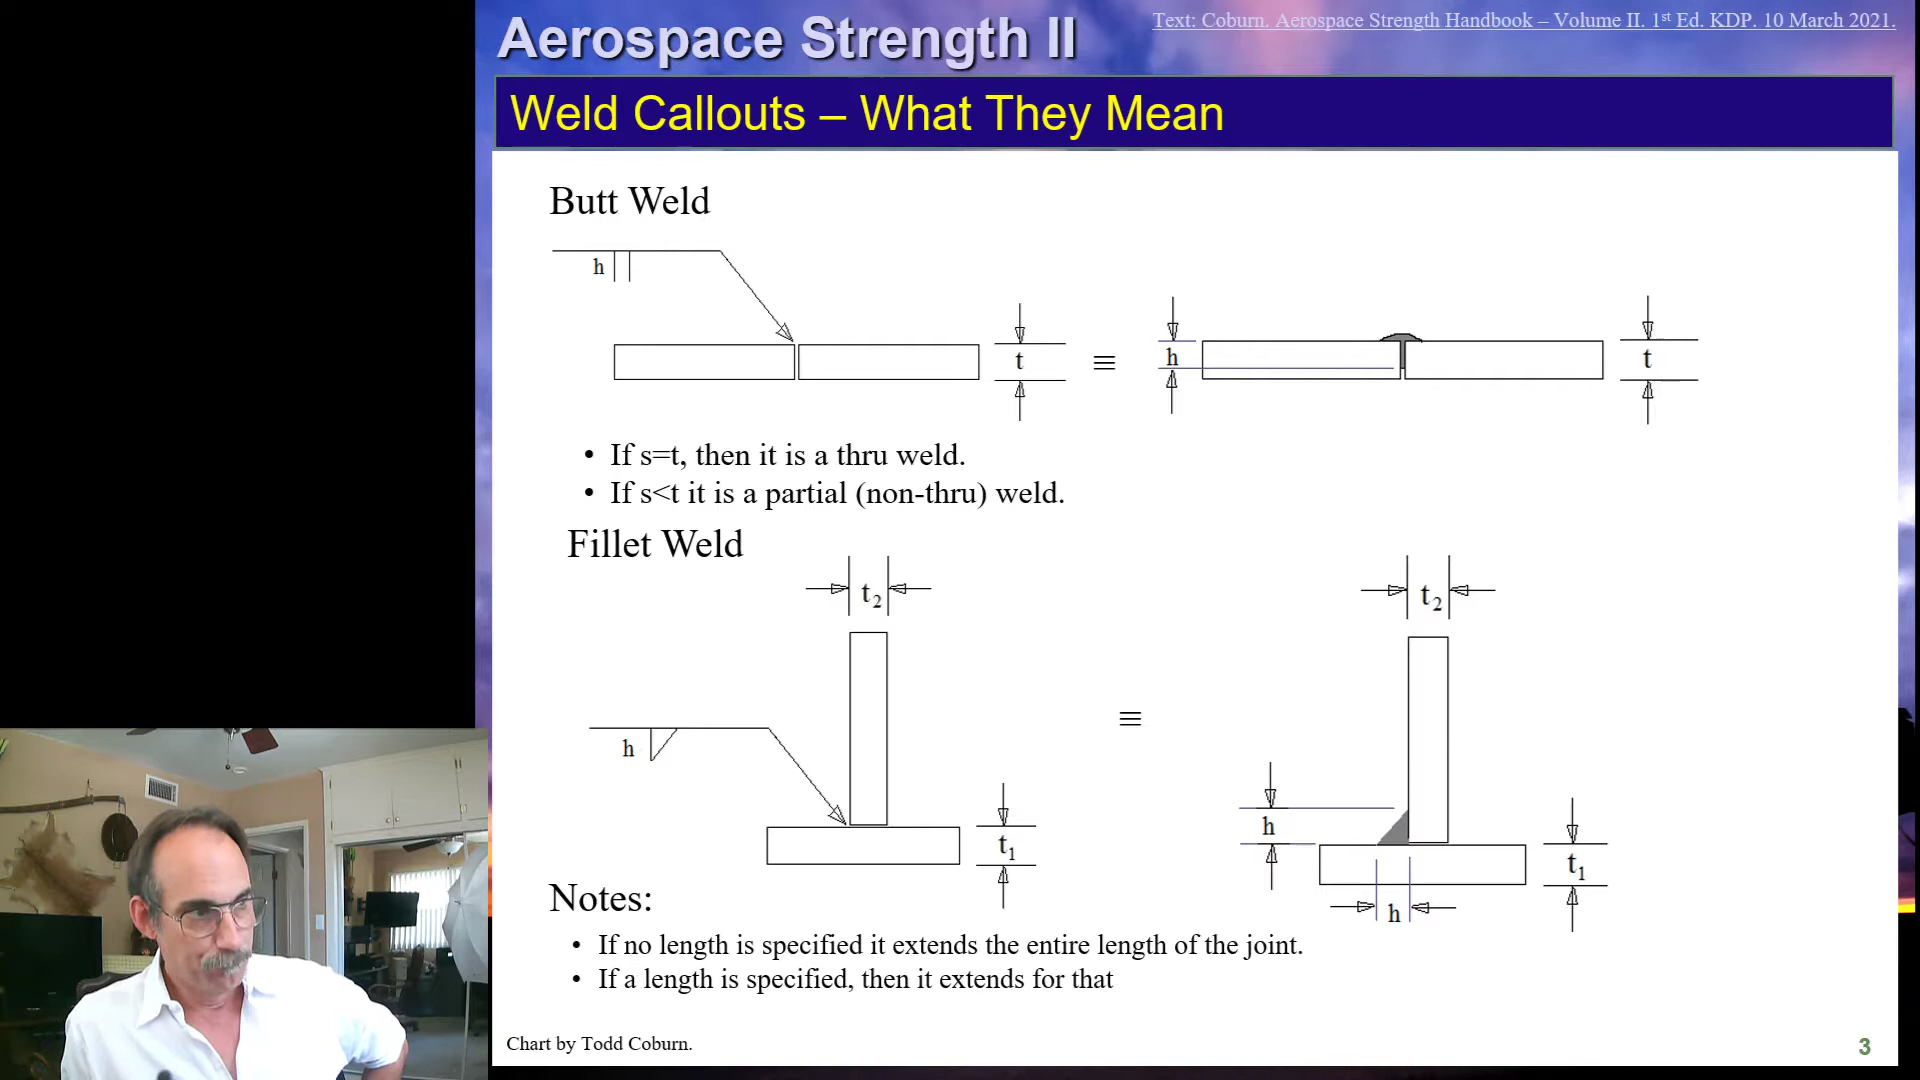 Aerospace Strength II
Text: Coburn. Aerospace Strength Handbook – Volume II. 1st Ed. KDP. 10 March 2021.
Weld Callouts – What They Mean
Butt Weld
h
t
≡
h
t
• If s=t, then it is a thru weld.
• If s<t it is a partial (non-thru) weld.
Fillet Weld
t2
t2
h
≡
h
t1
t1
h
Notes:
• If no length is specified it extends the entire length of the joint.
• If a length is specified, then it extends for that
Chart by Todd Coburn.
3